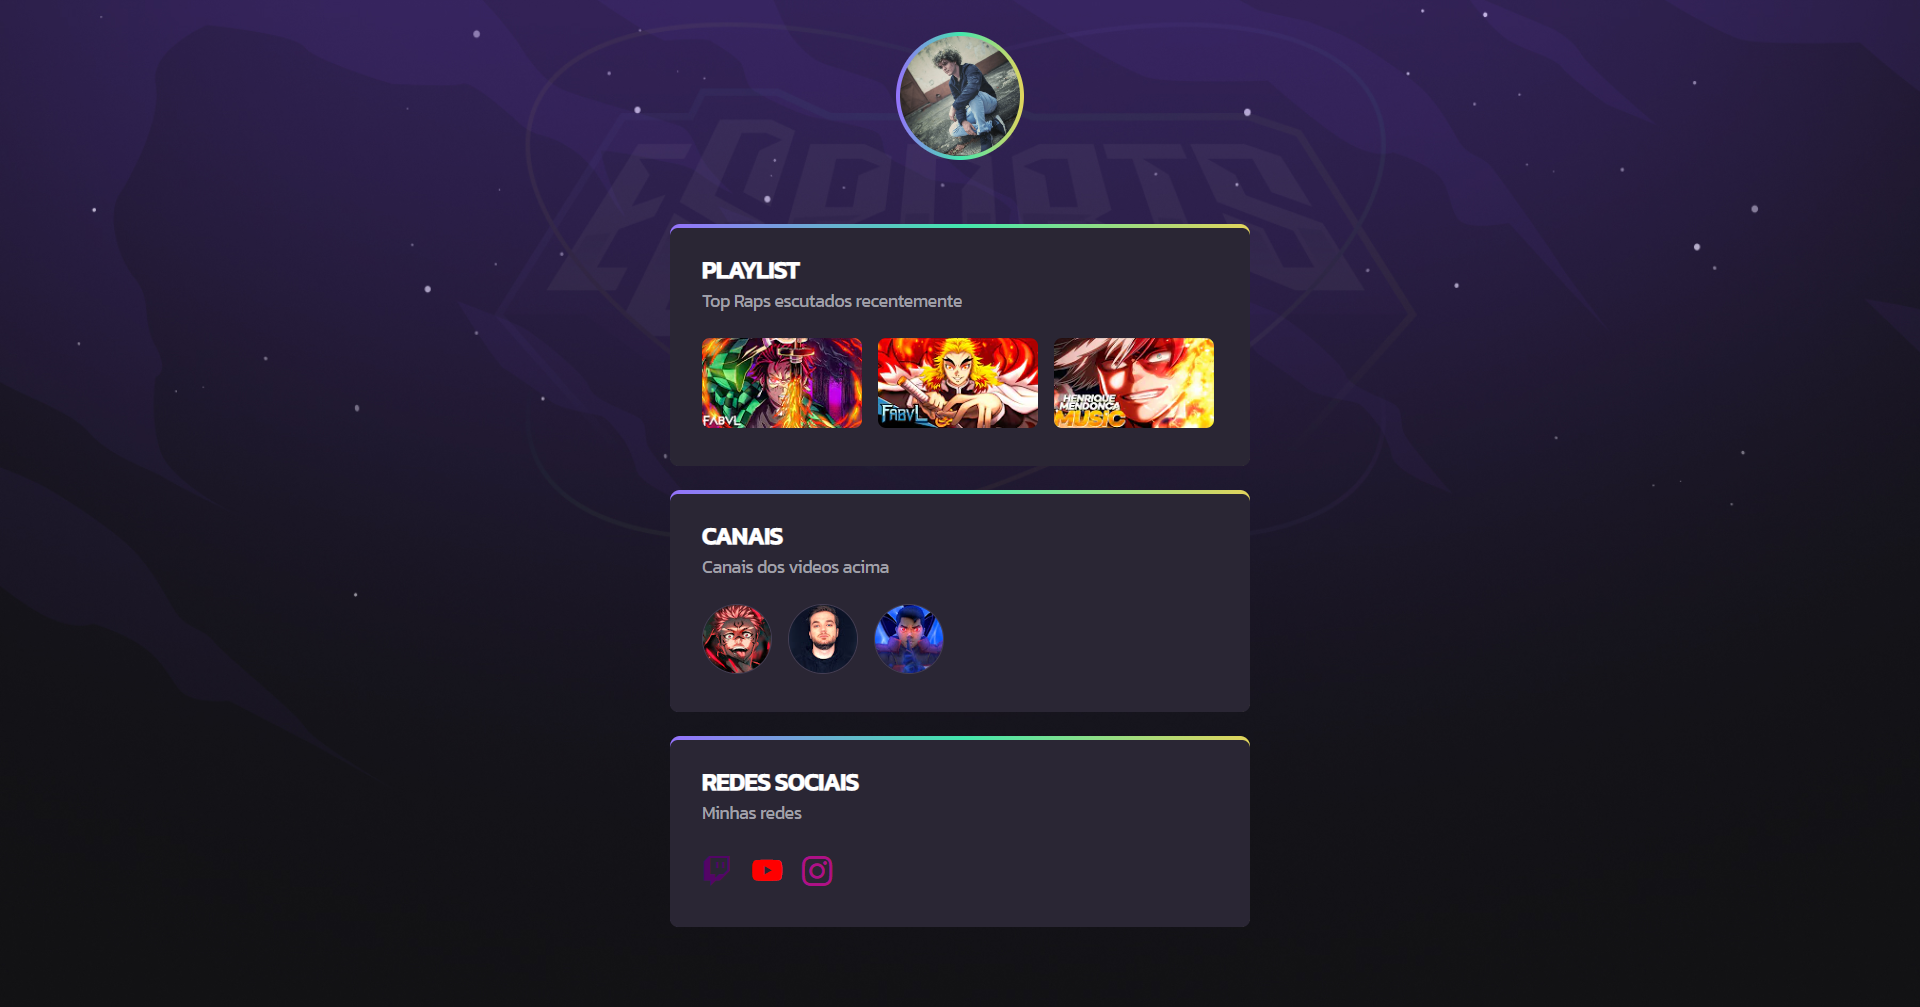 ESPORTS
PLAYLIST
Top Raps escutados recentemente
FABVL
FABVL
HENRIQUE
MENDONÇA
MUSIC
CANAIS
Canais dos videos acima
REDES SOCIAIS
Minhas redes